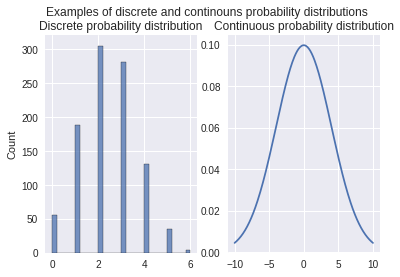 Examples of discrete and continouns probability distributions
Discrete probability distribution
Continuous probability distribution
Count
300
250
200
150
100
50
0
0 2 4 6
0.10
0.08
0.06
0.04
0.02
0.00
−10 −5 0 5 10